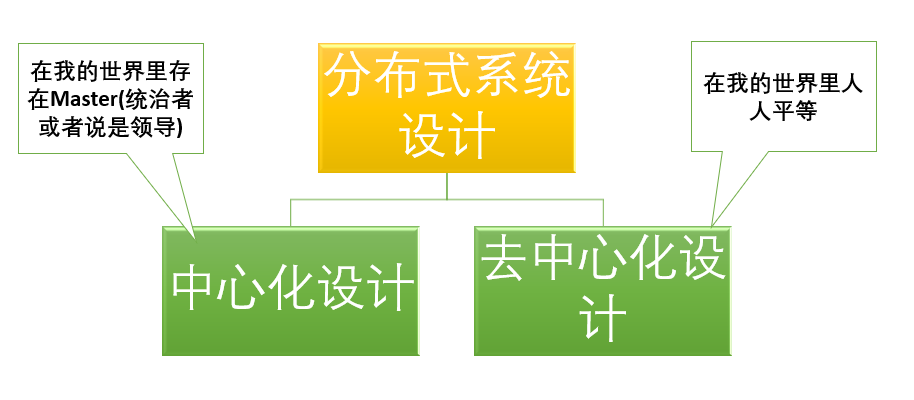 在我的世界里存
在Master(统治者
或者说是领导)
分布式系统
设计
在我的世界里人
人平等
中心化设计
去中心化设
计